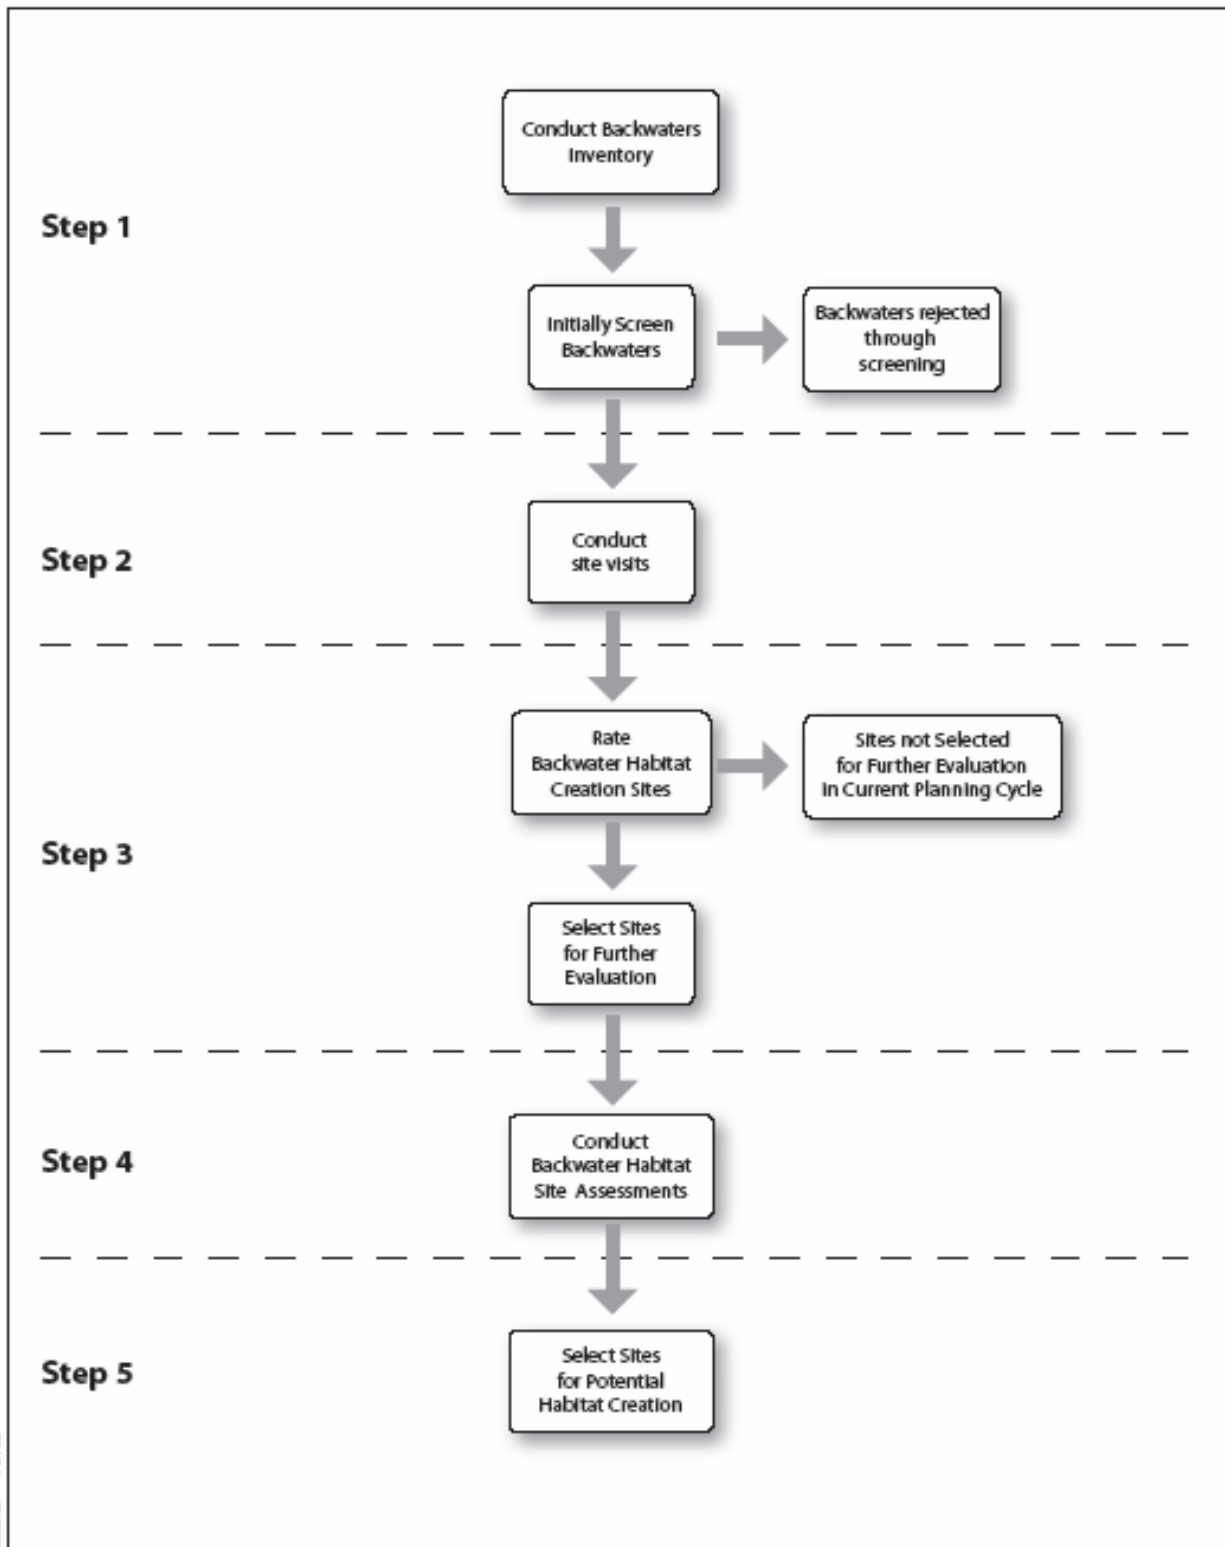 Conduct Backwaters
Inventory
Step 1
Initially Screen
Backwaters
Backwaters rejected
through
screening
Step 2
Conduct
site visits
Rate
Backwater Habitat
Creation Sites
Sites not Selected
for Further Evaluation
in Current Planning Cycle
Step 3
Select Sites
for Further
Evaluation
Step 4
Conduct
Backwater Habitat
Site Assessments
Step 5
Select Sites
for Potential
Habitat Creation